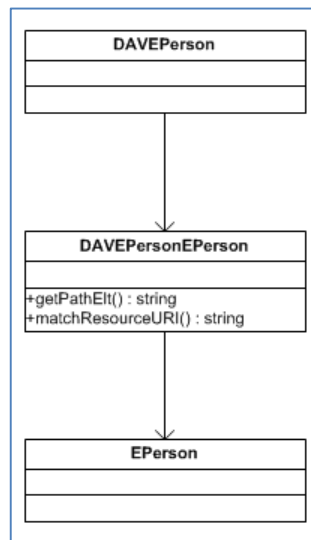 DAVEPerson
DAVEPersonEPerson
+getPathElt() : string
+matchResourceURI() : string
EPerson